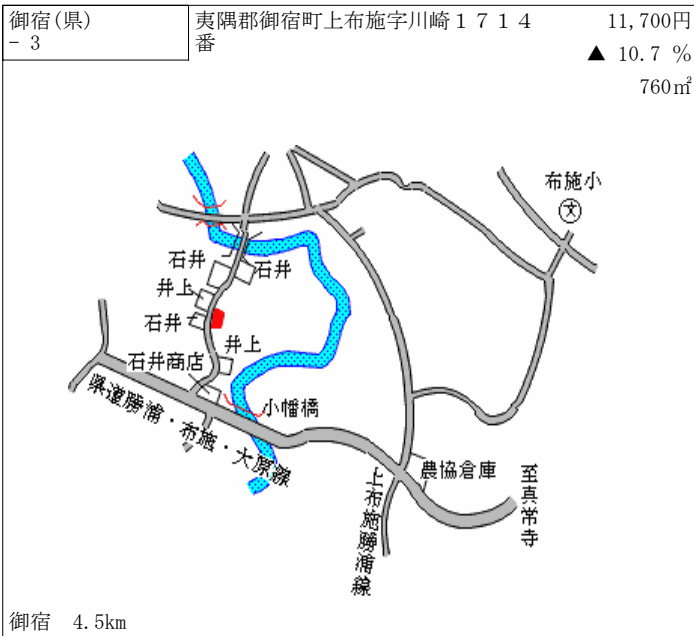 御宿(県)
- 3
夷隅郡御宿町上布施字川崎１７１４
番
11,700円
▲ 10.7 %
760㎡
布施小
文
石井
石井
井上
石井
井上
石井商店
小幡橋
県道勝浦・布施・大原線
農協倉庫
至真常寺
上布施勝浦線
御宿 4.5km